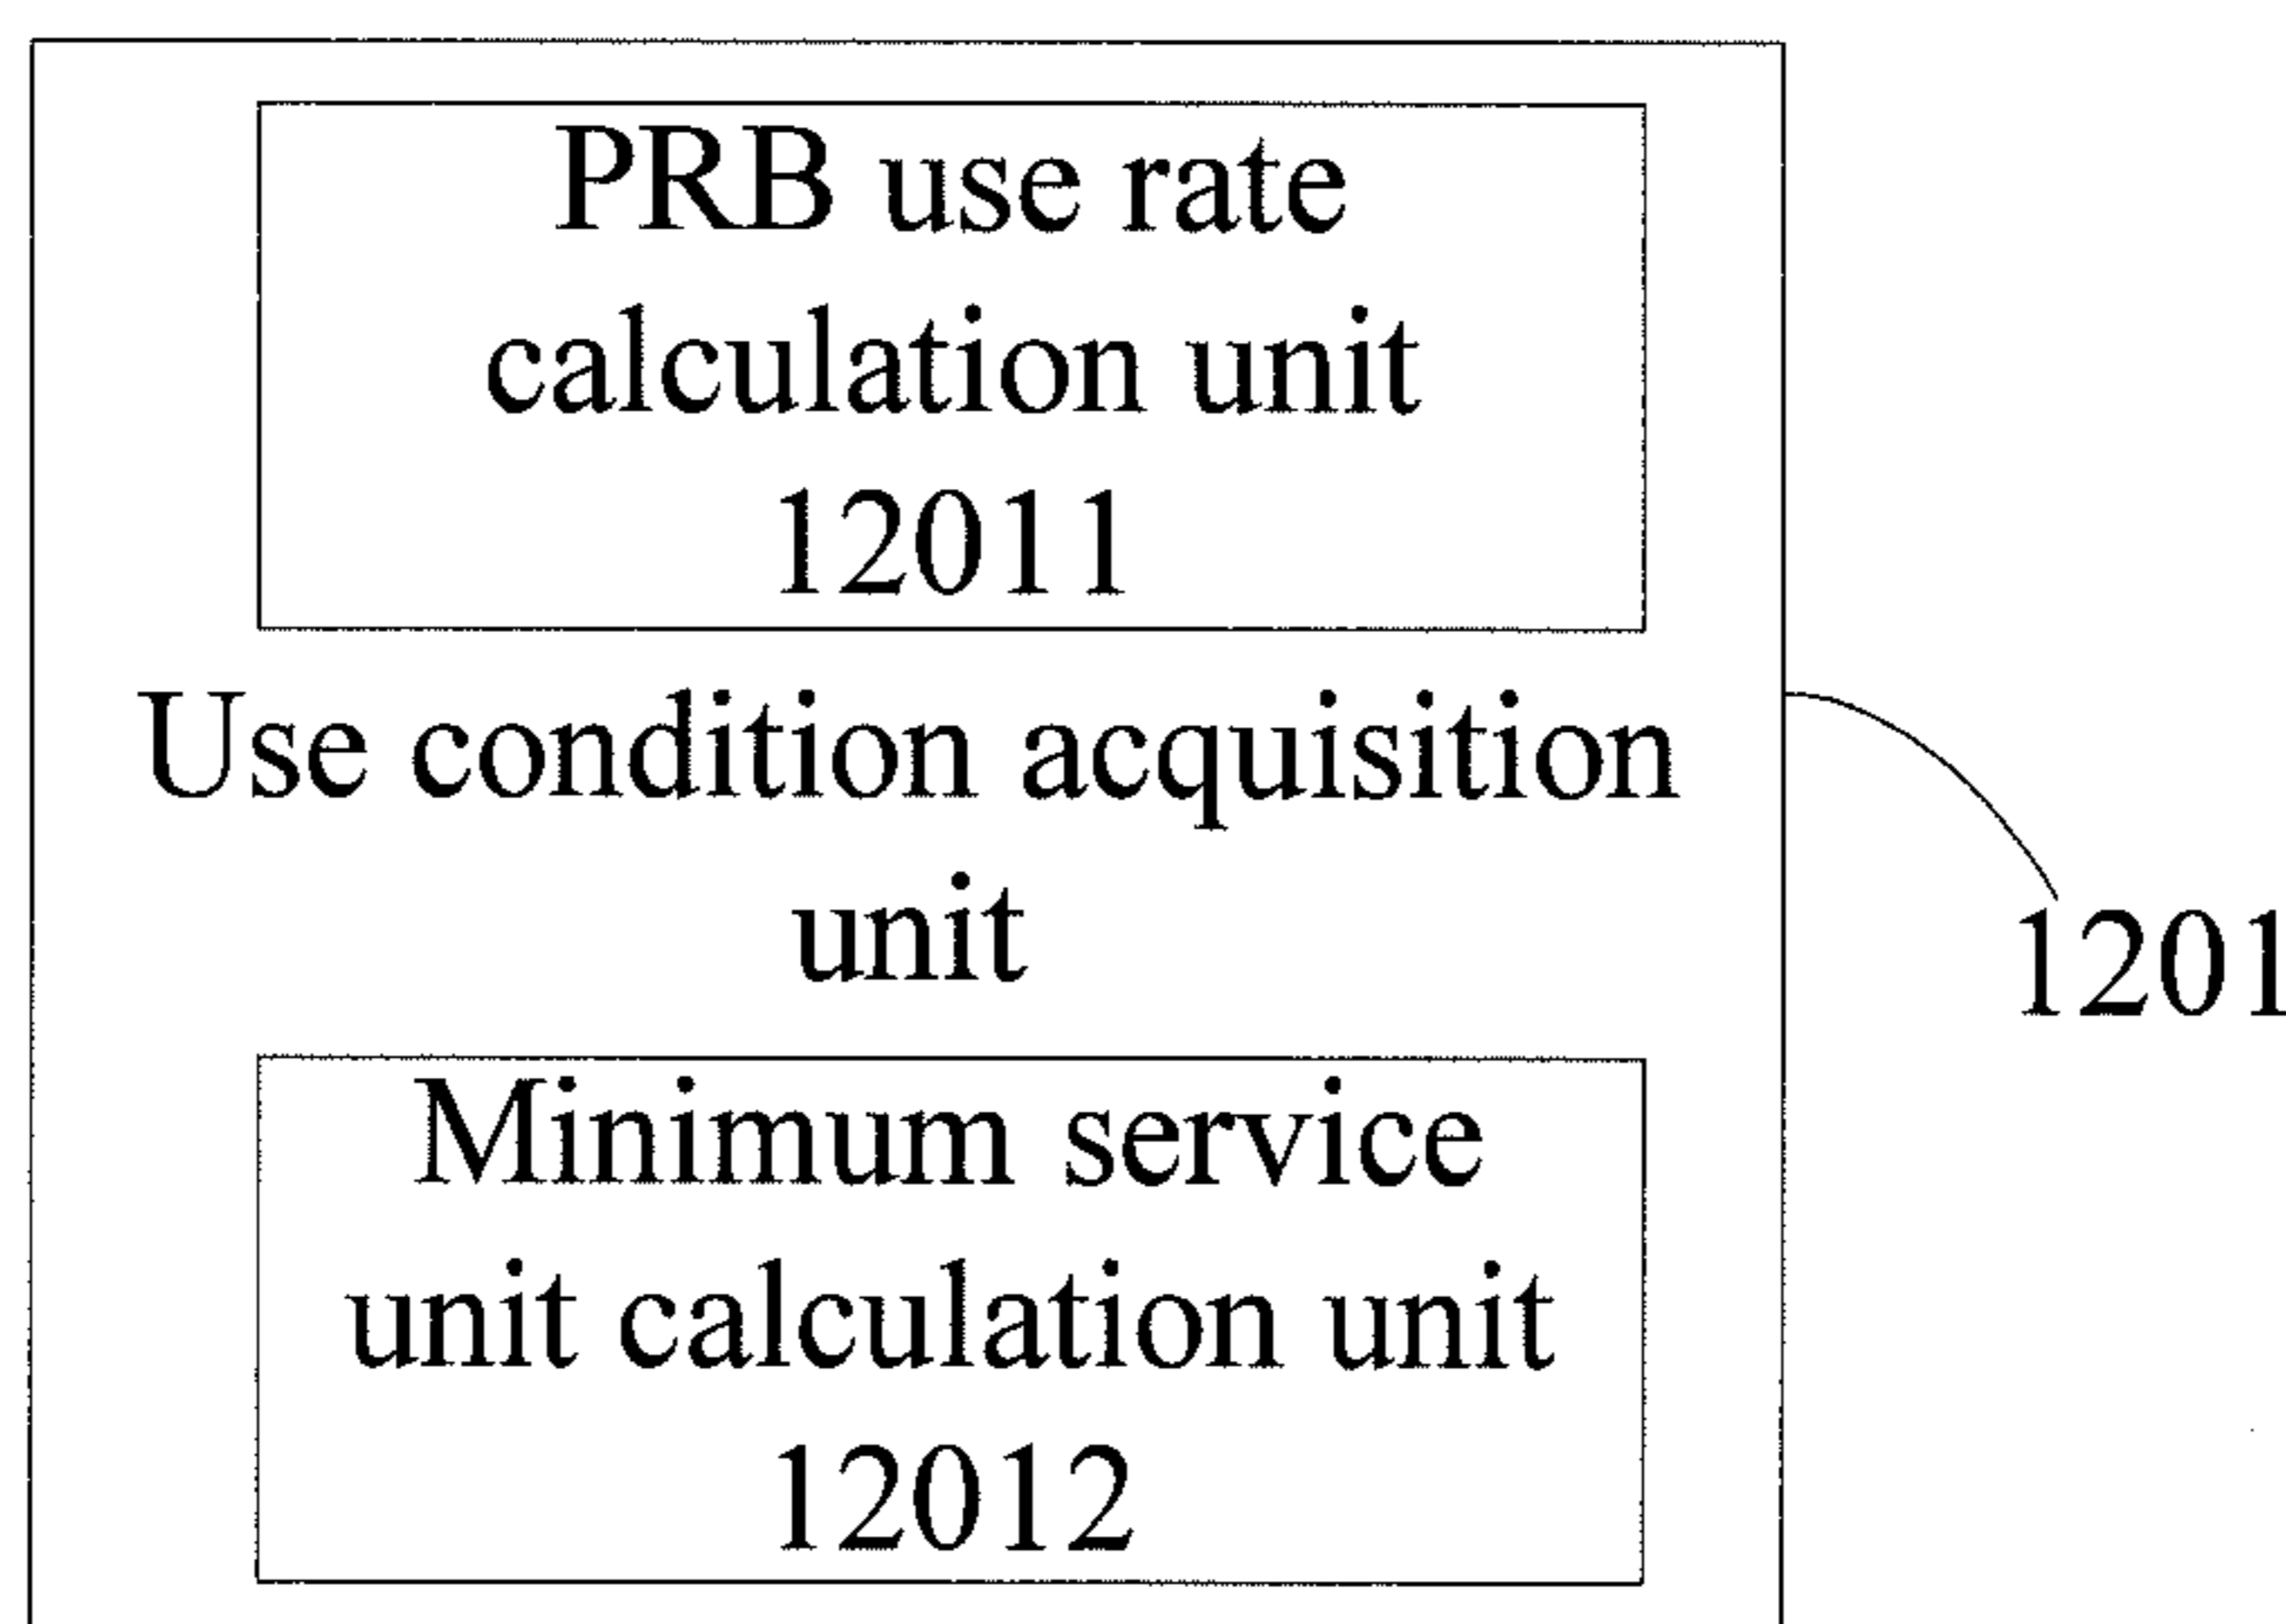 PRB use rate
calculation unit
12011
Use condition acquisition
unit
1201
Minimum service
unit calculation unit
12012